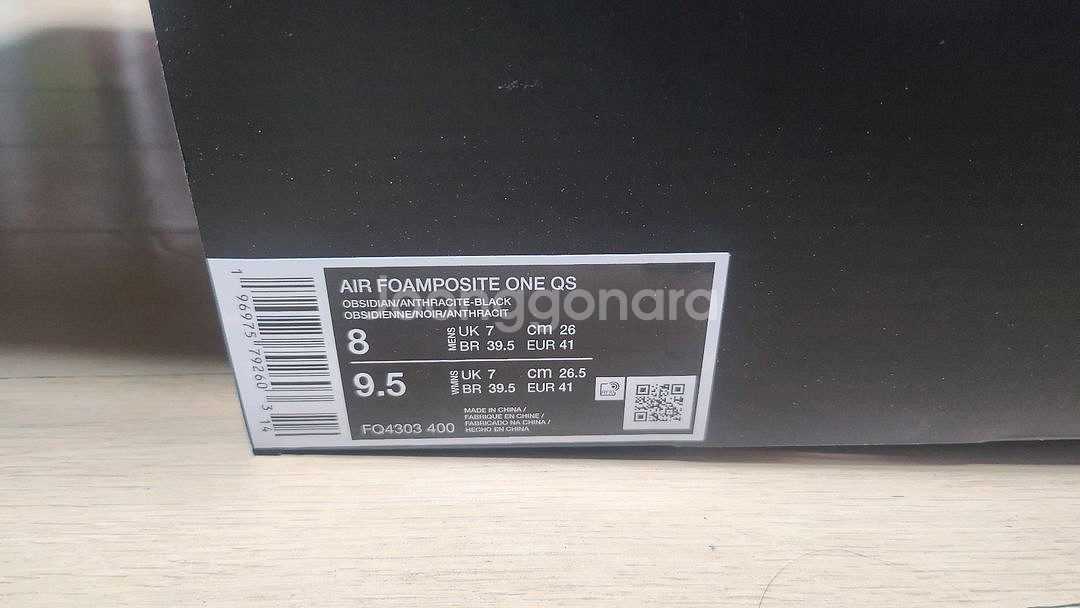 AIR FOAMPOSITE ONE QS
OBSIDIAN/ANTHRACITE-BLACK
OBSIDIENNE/NOIR/ANTHRACIT
8 MENS UK 7 cm 26
BR 39.5 EUR 41
9.5 WMNS UK 7 cm 26.5
BR 39.5 EUR 41
FQ4303 400
MADE IN CHINA /
FABRIQUE EN CHINE /
FABRICADO NA CHINA /
HECHO EN CHINA
1 96975 79260 3 14